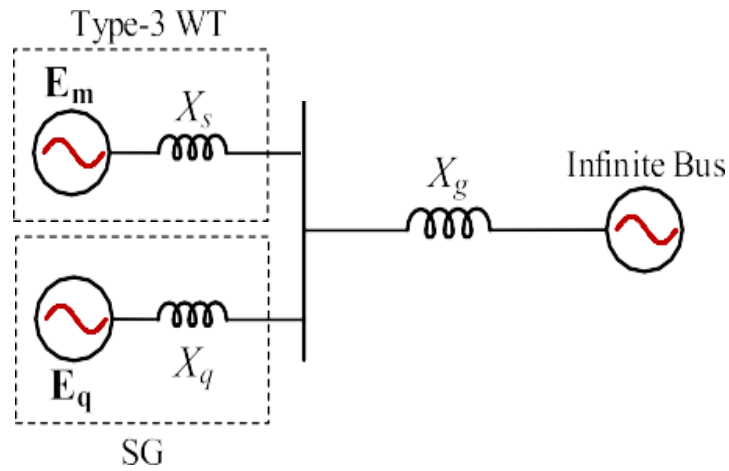 Type-3 WT
E_m
X_s
Infinite Bus
X_g
X_q
E_q
SG